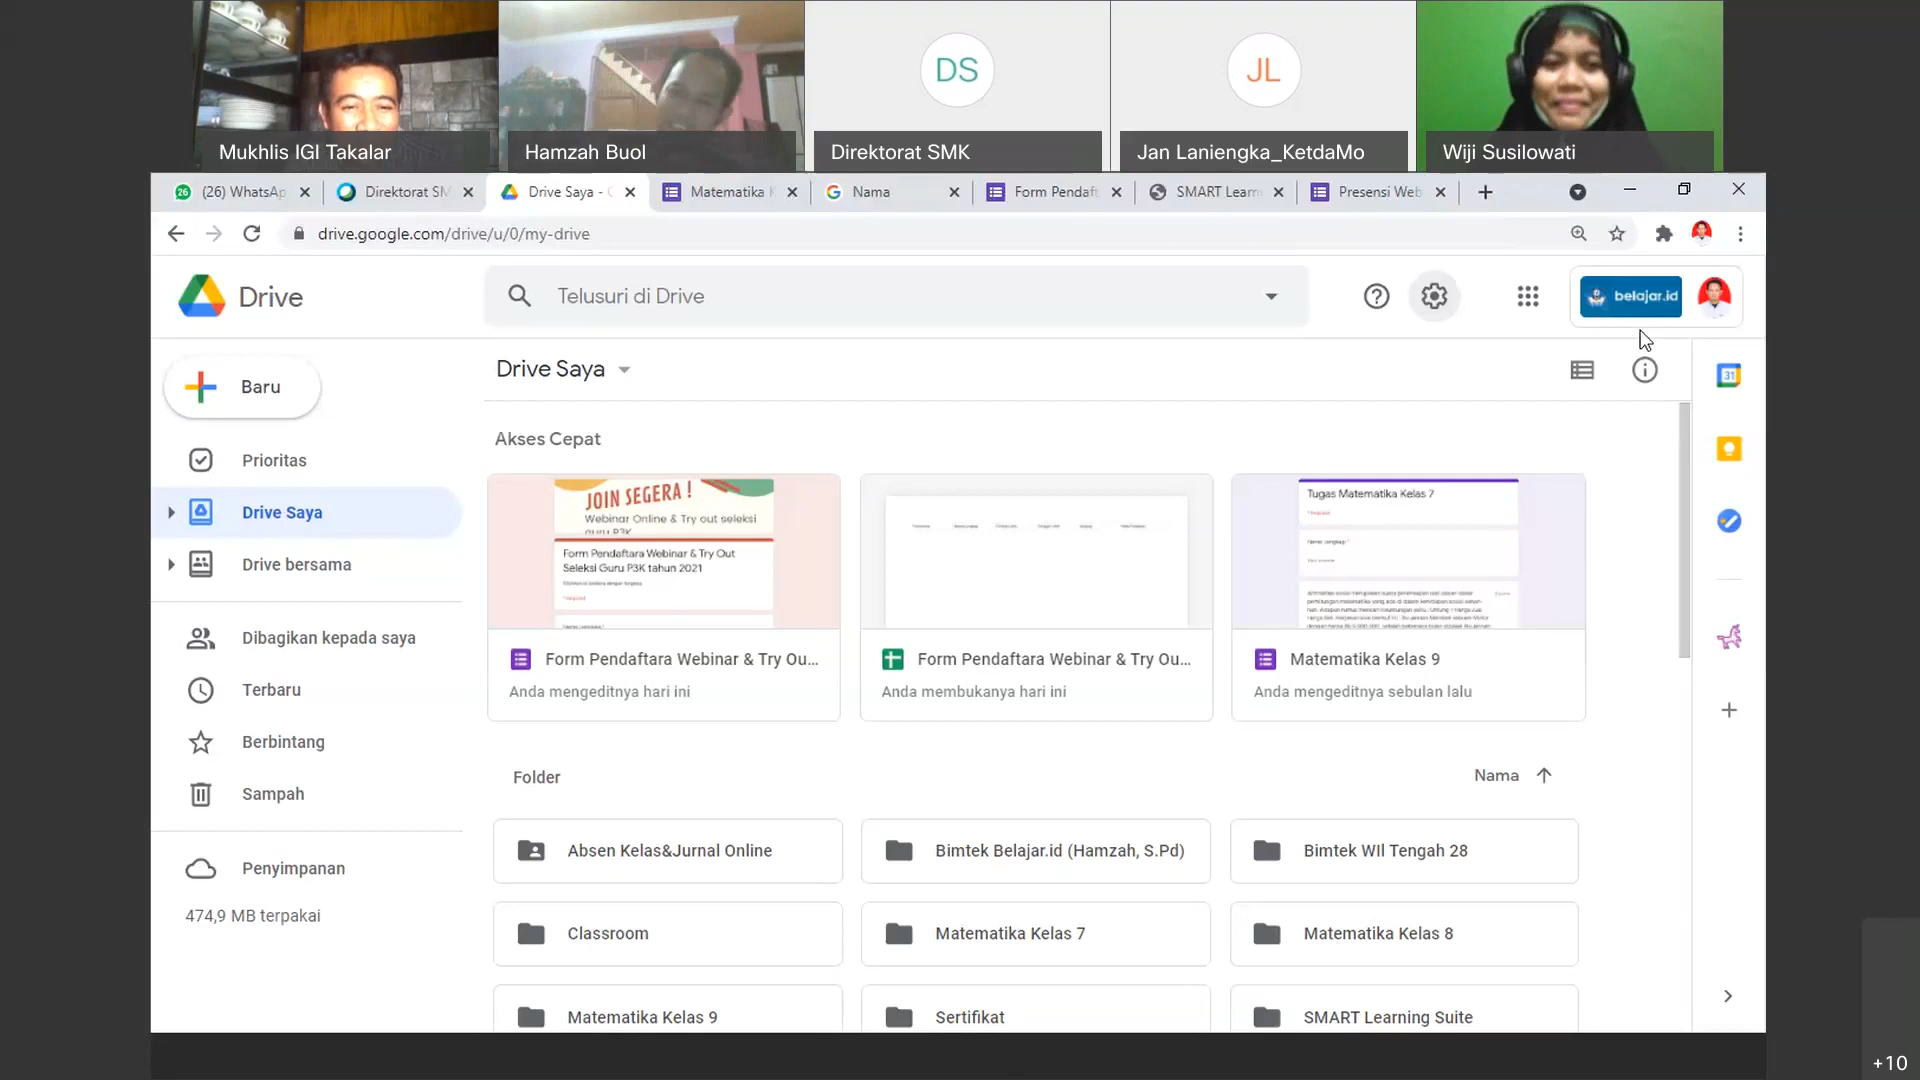 DS
JL
Mukhlis IGI Takalar
Hamzah Buol
Direktorat SMK
Jan Laniengka_KetdaMo
Wiji Susilowati
26
(26) WhatsAp
Direktorat SM
Drive Saya - G
Matematika K
Nama
Form Pendaft
SMART Learn
Presensi Web
drive.google.com/drive/u/0/my-drive
Drive
Telusuri di Drive
belajar.id
Baru
Drive Saya
31
Prioritas
Drive Saya
Drive bersama
Dibagikan kepada saya
Terbaru
Berbintang
Sampah
Penyimpanan
474,9 MB terpakai
Akses Cepat
JOIN SEGERA !
Webinar Online & Try out seleksi
guru P3K
Form Pendaftara Webinar & Try Out
Seleksi Guru P3K tahun 2021
* Required
Form Pendaftara Webinar & Try Ou...
Anda mengeditnya hari ini
Form Pendaftara Webinar & Try Ou...
Anda membukanya hari ini
Tugas Matematika Kelas 7
* Required
Matematika Kelas 9
Anda mengeditnya sebulan lalu
Folder
Nama
Absen Kelas&Jurnal Online
Bimtek Belajar.id (Hamzah, S.Pd)
Bimtek WIl Tengah 28
Classroom
Matematika Kelas 7
Matematika Kelas 8
Matematika Kelas 9
Sertifikat
SMART Learning Suite
+10